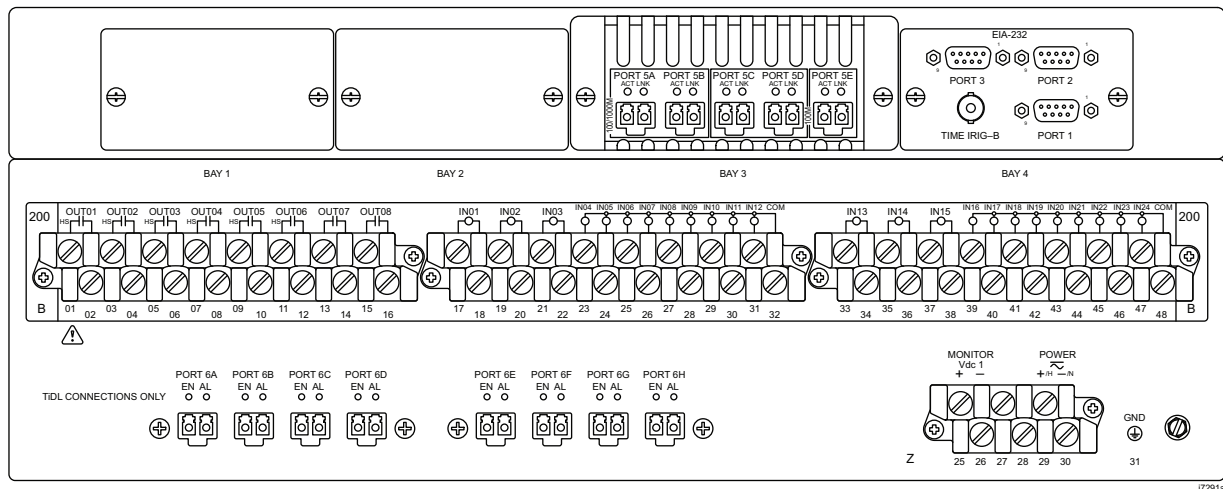 EIA-232
PORT 5A PORT 5B PORT 5C PORT 5D PORT 5E
ACT LNK ACT LNK ACT LNK ACT LNK ACT LNK
100/1000M
100M
1 1
9 9
PORT 3 PORT 2
1
9
TIME IRIG–B PORT 1
BAY 1 BAY 2 BAY 3 BAY 4
200 OUT01 OUT02 OUT03 OUT04 OUT05 OUT06 OUT07 OUT08 IN01 IN02 IN03 IN04 IN05 IN06 IN07 IN08 IN09 IN10 IN11 IN12 COM IN13 IN14 IN15 IN16 IN17 IN18 IN19 IN20 IN21 IN22 IN23 IN24 COM 200
HS HS HS HS HS HS
B 01 02 03 04 05 06 07 08 09 10 11 12 13 14 15 16 17 18 19 20 21 22 23 24 25 26 27 28 29 30 31 32 33 34 35 36 37 38 39 40 41 42 43 44 45 46 47 48 B
MONITOR POWER
Vdc 1
+ – +/H –/N
PORT 6A PORT 6B PORT 6C PORT 6D PORT 6E PORT 6F PORT 6G PORT 6H
EN AL EN AL EN AL EN AL EN AL EN AL EN AL EN AL
TiDL CONNECTIONS ONLY
GND
Z 25 26 27 28 29 30 31